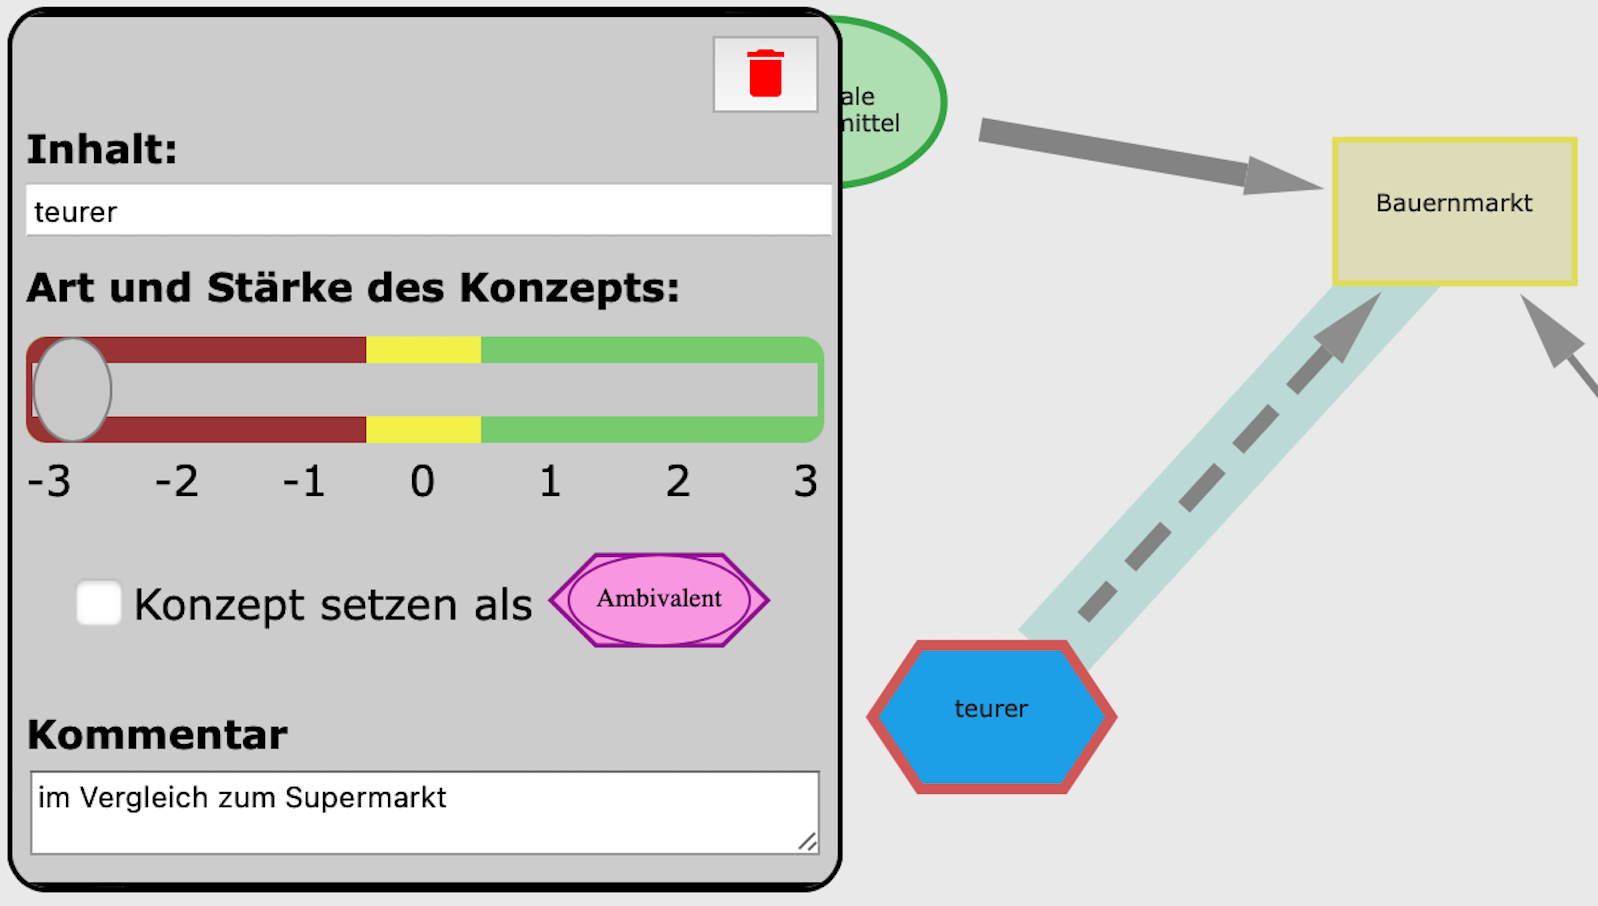 Inhalt:
teurer
Art und Stärke des Konzepts:
-3 -2 -1 0 1 2 3
Konzept setzen als
Ambivalent
Kommentar
im Vergleich zum Supermarkt
Bauernmarkt
teurer